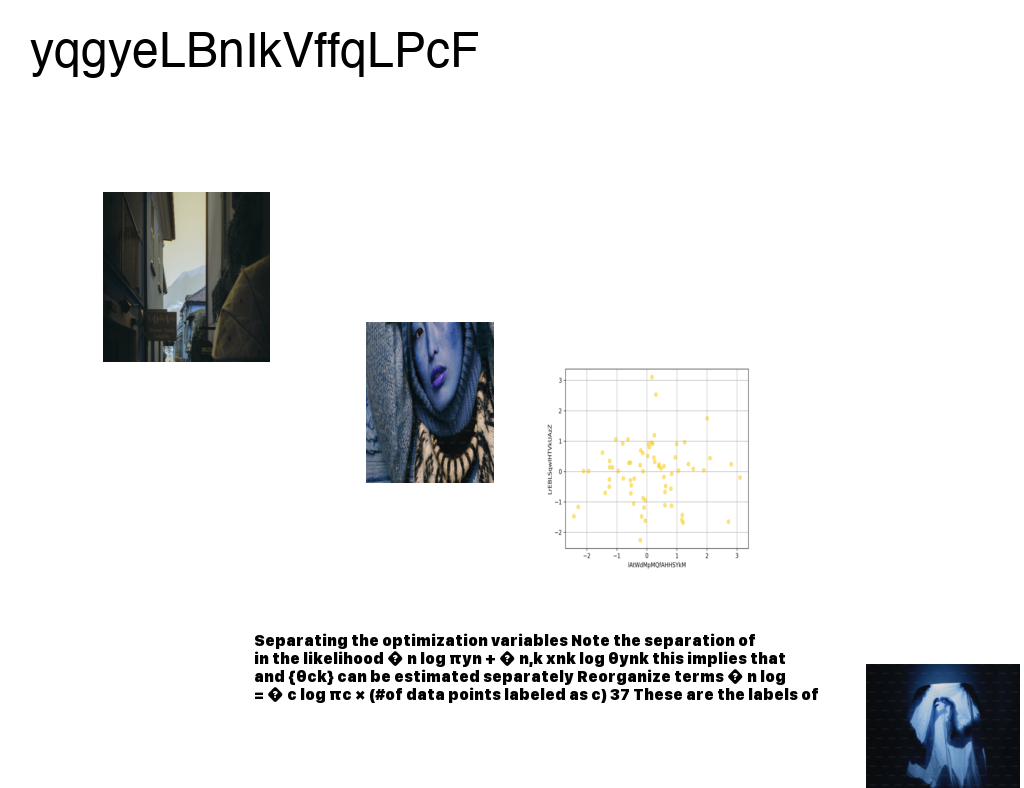 yqgyeLBnIkVffqLPcF
3
2
1
0
−1
−2
−2 −1 0 1 2 3
iAtWdMpMQfAHHSYkM
Separating the optimization variables Note the separation of
in the likelihood � n log πyn + � n,k xnk log θynk this implies that
and {θck} can be estimated separately Reorganize terms � n log
= � c log πc × (#of data points labeled as c) 37 These are the labels of